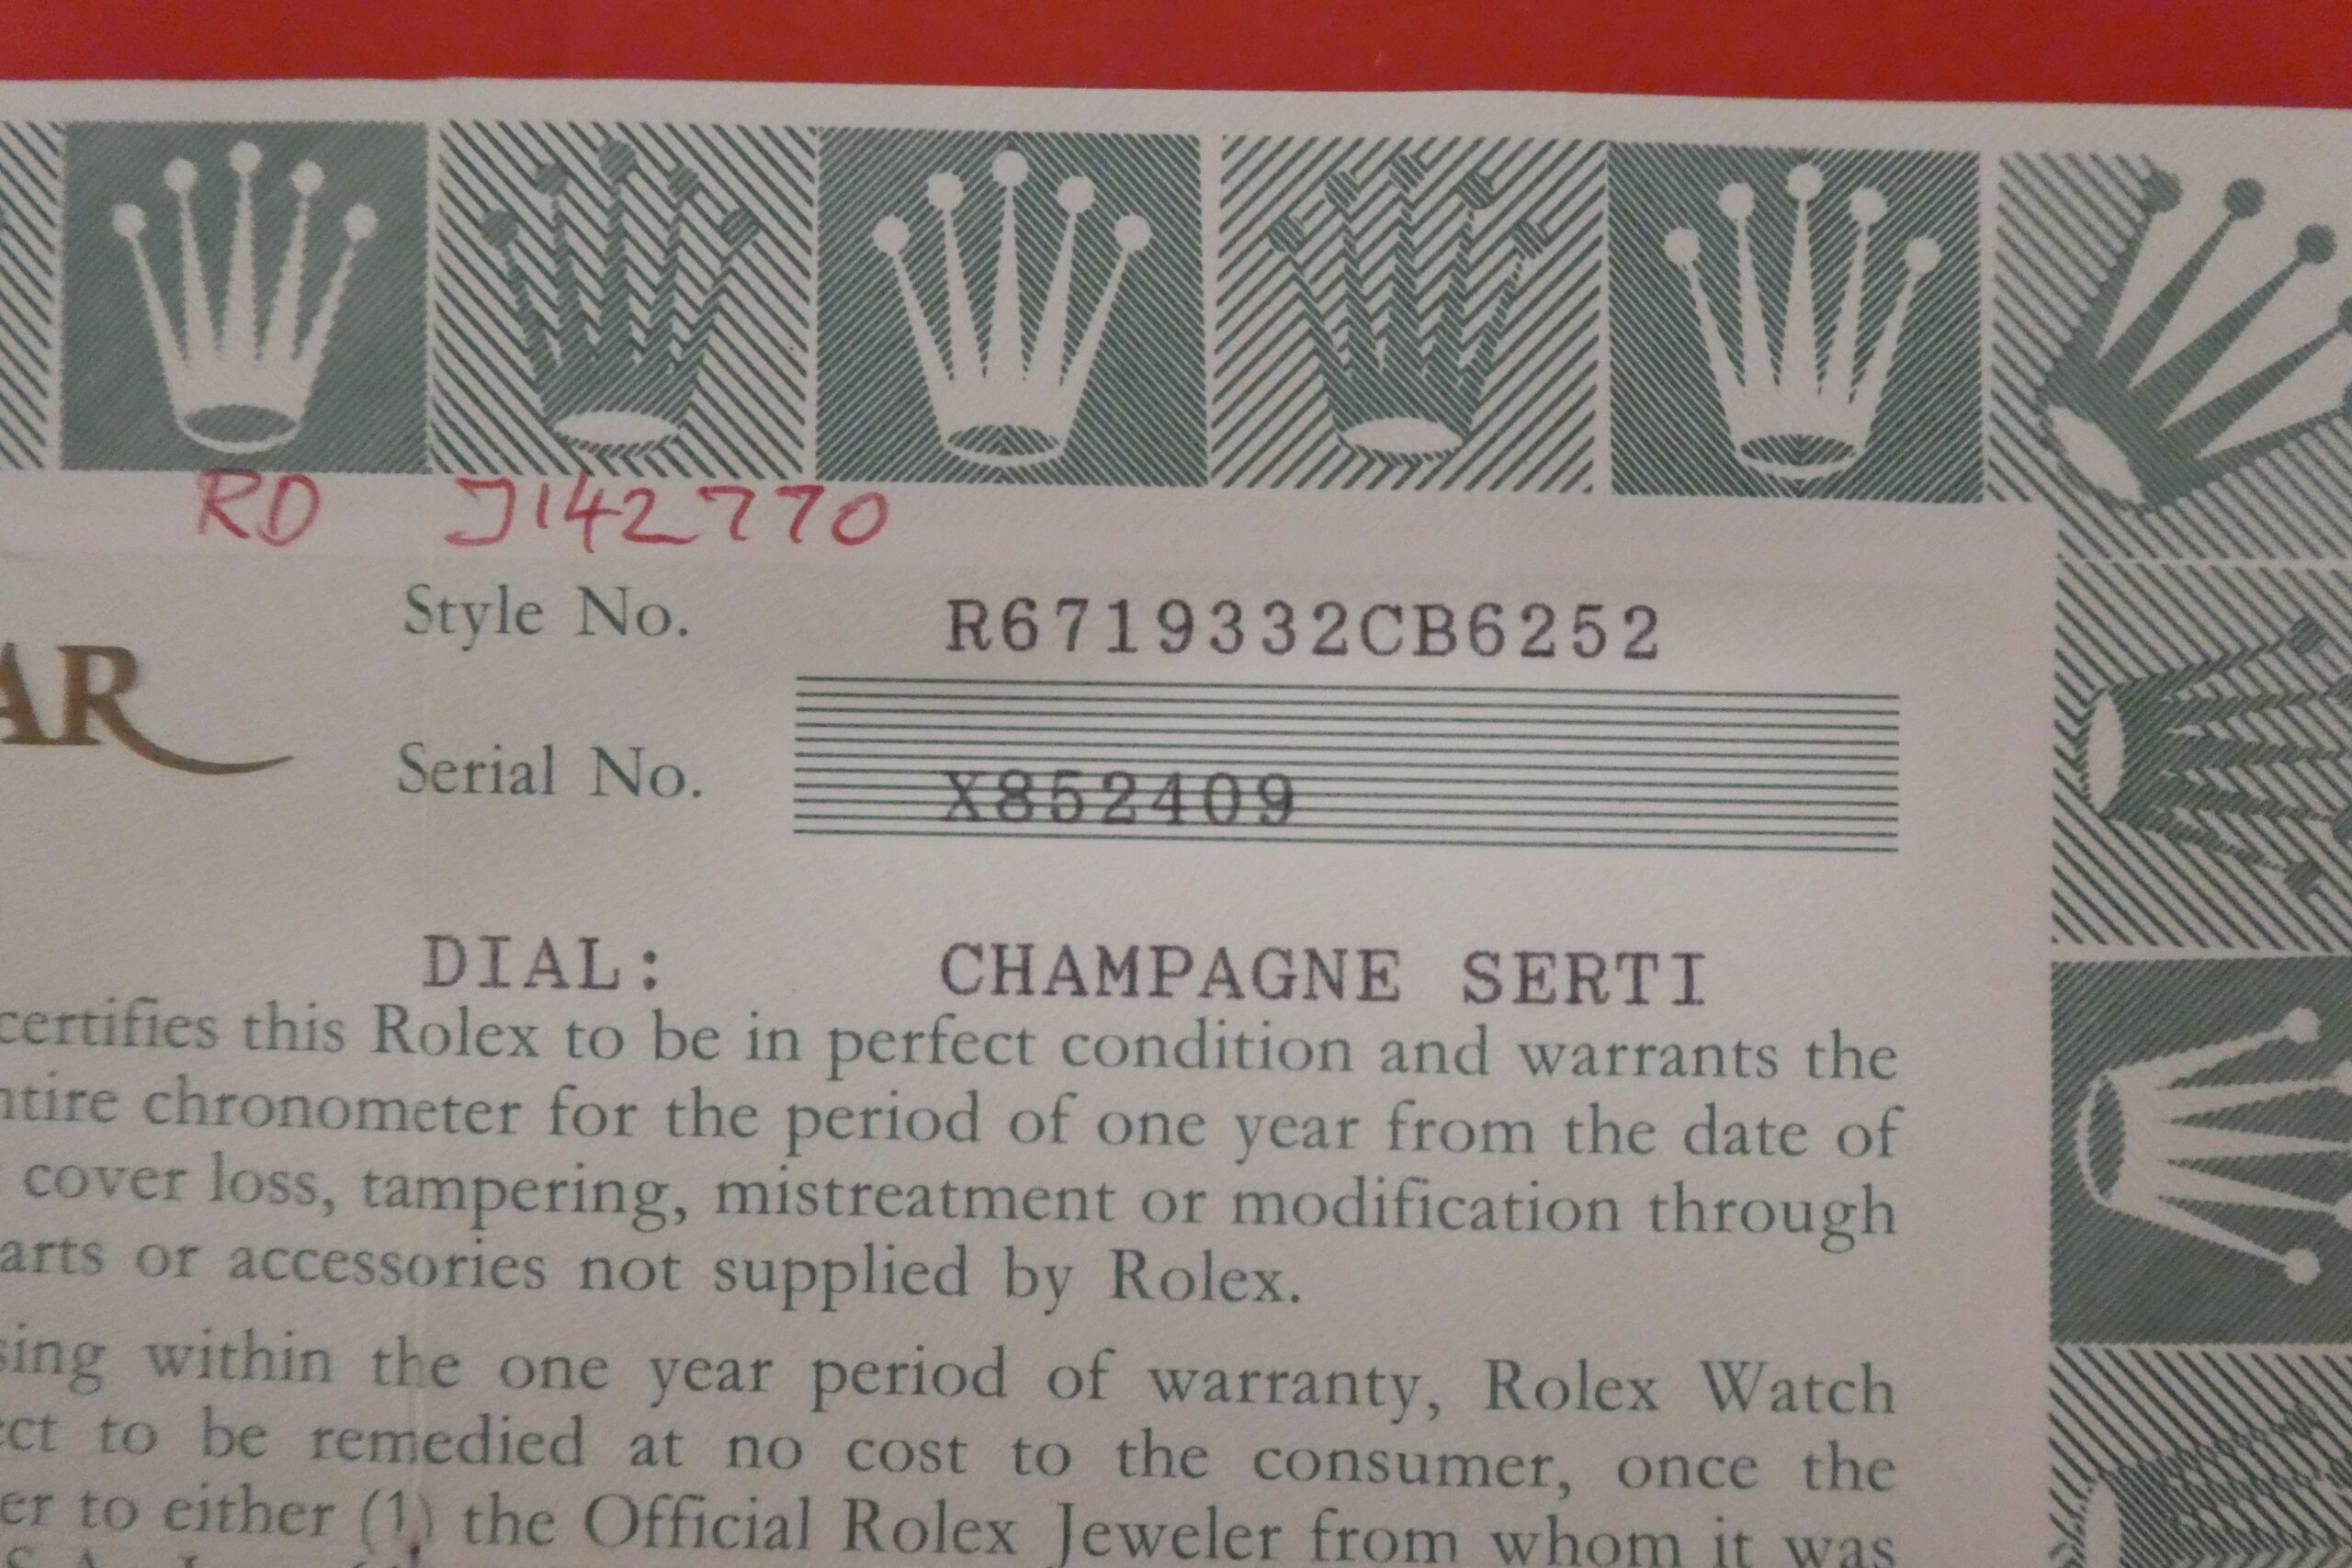 RD J142770
Style No. R6719332CB6252
AR
Serial No. X852409
DIAL: CHAMPAGNE SERTI
certifies this Rolex to be in perfect condition and warrants the
ntire chronometer for the period of one year from the date of
cover loss, tampering, mistreatment or modification through
arts or accessories not supplied by Rolex.
sing within the one year period of warranty, Rolex Watch
ect to be remedied at no cost to the consumer, once the
er to either (1) the Official Rolex Jeweler from whom it was